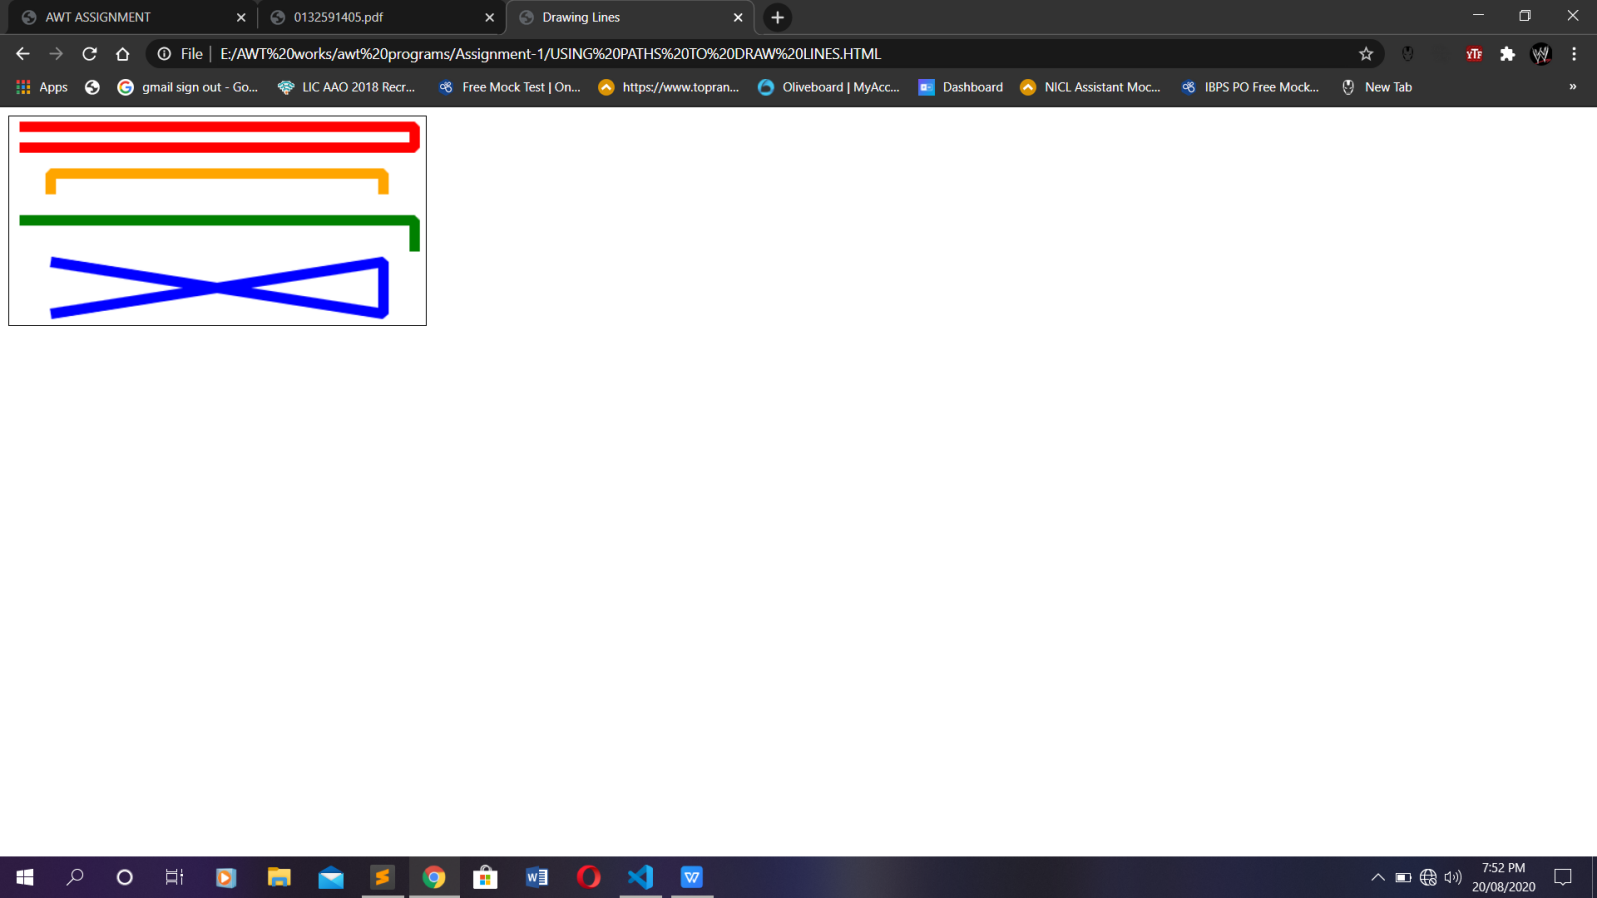 AWT ASSIGNMENT
0132591405.pdf
Drawing Lines
File | E:/AWT%20works/awt%20programs/Assignment-1/USING%20PATHS%20TO%20DRAW%20LINES.HTML
Apps
gmail sign out - Go...
LIC AAO 2018 Recr...
Free Mock Test | On...
https://www.topran...
Oliveboard | MyAcc...
Dashboard
NICL Assistant Moc...
IBPS PO Free Mock...
New Tab
»
7:52 PM
20/08/2020